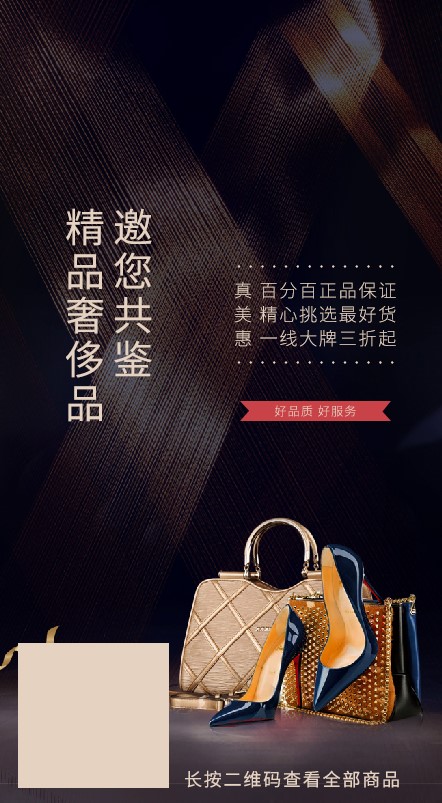 邀您共鉴
精品奢侈品
真 百分百正品保证
美 精心挑选最好货
惠 一线大牌三折起
好品质 好服务
长按二维码查看全部商品